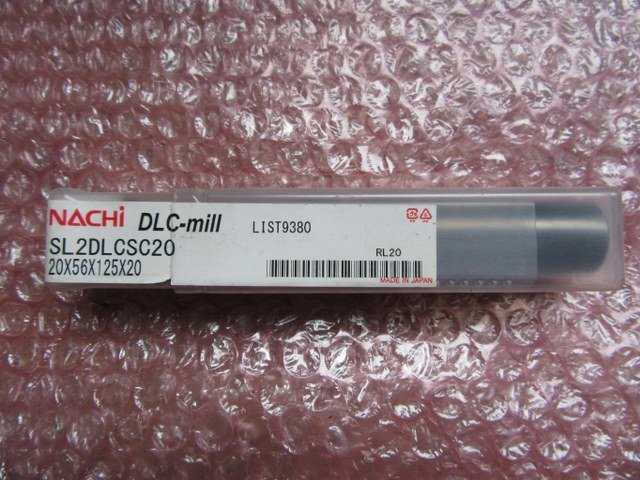 NACHi DLC-mill LIST9380
SL2DLCSC20
20X56X125X20
RL20
MADE IN JAPAN